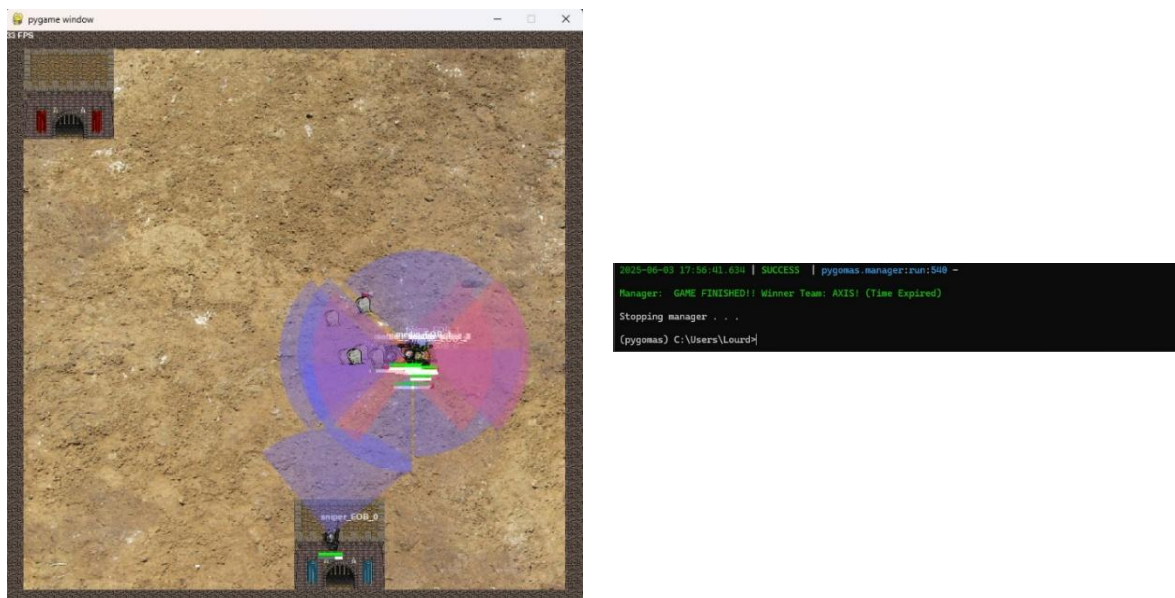 pygame window
33 FPS
sniper_EOB_0
2025-06-03 17:56:41.634 | SUCCESS | pygomas.manager:run:540 -
Manager: GAME FINISHED!! Winner Team: AXIS! (Time Expired)
Stopping manager . . .
(pygomas) C:\Users\Lourd>